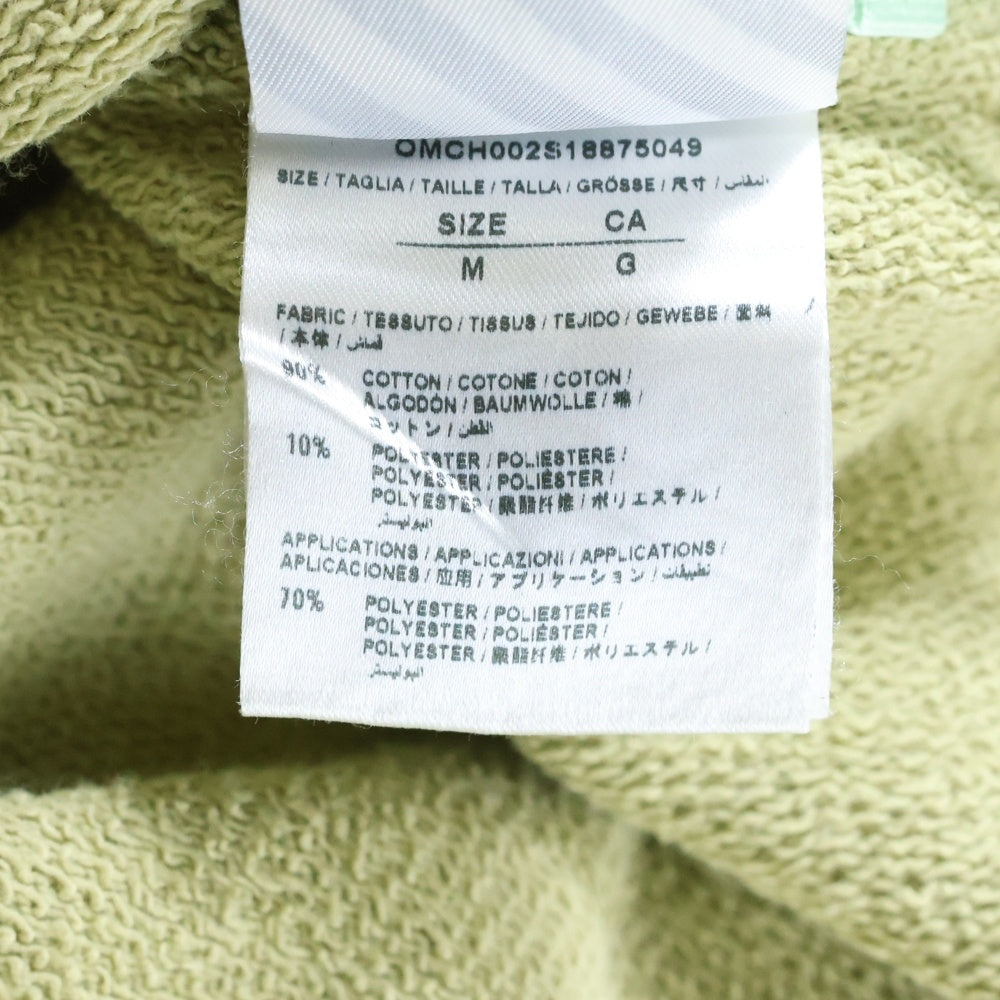 OMCH002S18875049
SIZE / TAGLIA / TAILLE / TALLA / GRÖSSE / 尺寸 / المقاس
SIZE CA
M G
FABRIC / TESSUTO / TISSUS / TEJIDO / GEWEBE / 面料
/ 本体 / قماش
90% COTTON / COTONE / COTON /
ALGODÓN / BAUMWOLLE / 棉 /
コットン / القطن
10% POLYESTER / POLIESTERE /
POLYESTER / POLIÉSTER /
POLYESTER / 聚酯纤维 / ポリエステル /
البوليستر
APPLICATIONS / APPLICAZIONI / APPLICATIONS /
APLICACIONES / 应用 / アプリケーション / تطبيقات
70% POLYESTER / POLIESTERE /
POLYESTER / POLIÉSTER /
POLYESTER / 聚酯纤维 / ポリエステル /
البوليستر